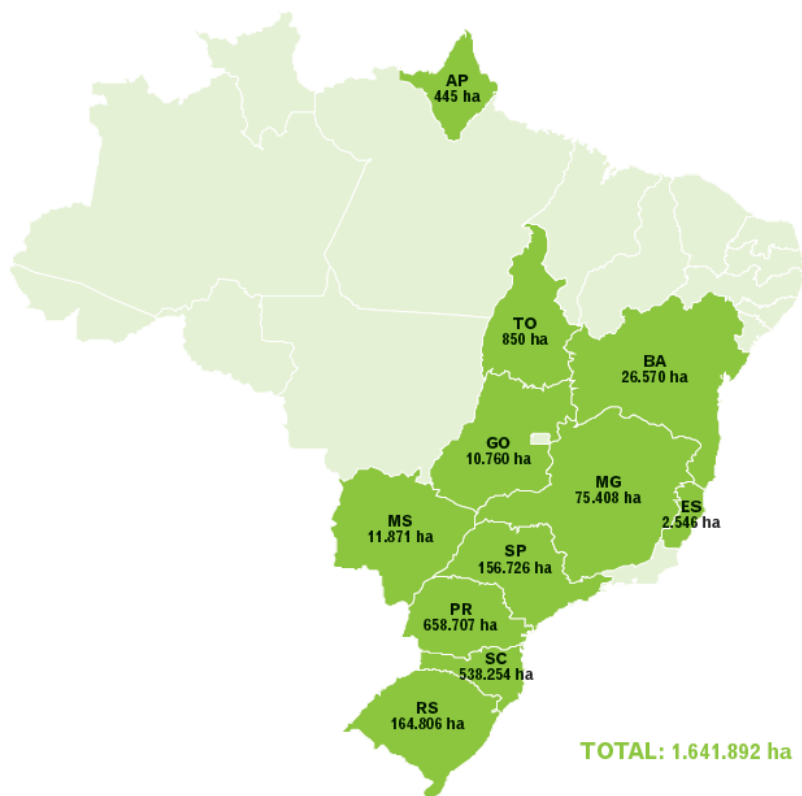 AP
445 ha
TO
850 ha
BA
26.570 ha
GO
10.760 ha
MG
75.408 ha
ES
2.546 ha
MS
11.871 ha
SP
156.726 ha
PR
658.707 ha
SC
538.254 ha
RS
164.806 ha
TOTAL: 1.641.892 ha